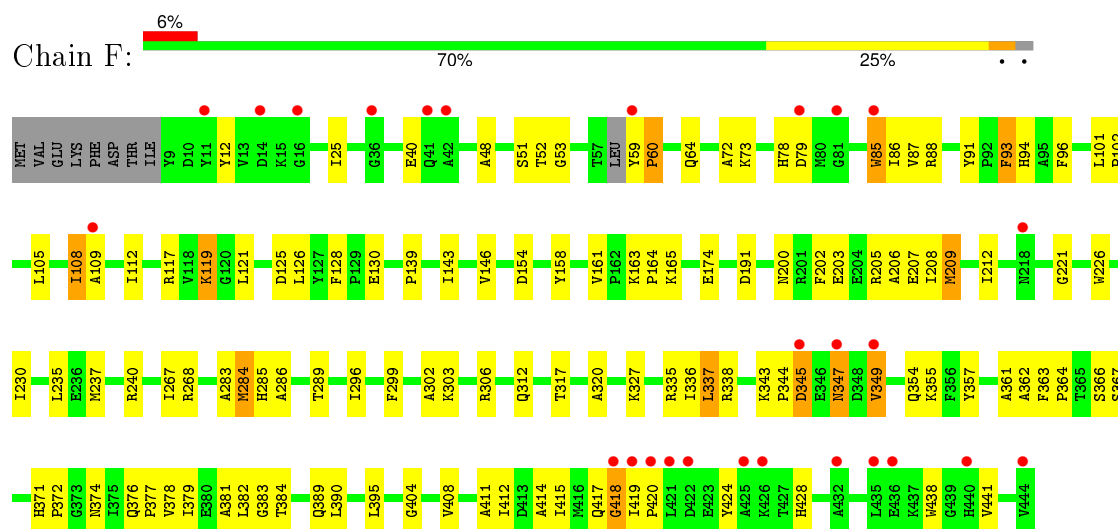 6%
Chain F:
70% 25% • •
MET VAL GLU LYS PHE ASP THR ILE Y9 D10 Y11 Y12 V13 D14 K15 G16 I25 G36 E40 Q41 A42 A48 S51 T52 G53 T57 LEU Y59 P60 Q64 A72 K73 H78 D79 M80 G81 W85 I86 V87 R88 Y91 P92 F93 H94 A95 F96 L101
L105 I108 A109 I112 R117 V118 K119 G120 L121 D125 L126 Y127 F128 P129 E130 P139 I143 V146 D154 Y158 V161 P162 K163 P164 K165 E174 D191 N200 R201 F202 E203 E204 R205 A206 E207 I208 M209 I212 N218 G221 W226
I230 L235 E236 M237 R240 I267 R268 A283 M284 H285 A286 T289 I296 F299 A302 K303 R306 Q312 T317 A320 K327 R335 I336 L337 R338 K343 P344 D345 E346 N347 D348 V349 Q354 K355 F356 Y357 A361 A362 F363 P364 T365 S366 S367
H371 P372 G373 N374 I375 Q376 P377 V378 I379 E380 A381 L382 G383 T384 Q389 L390 L395 G404 V408 A411 I412 D413 A414 I415 M416 Q417 G418 I419 P420 L421 D422 E423 Y424 A425 K426 T427 H428 A432 L435 E436 K437 W438 G439 H440 V441 V444